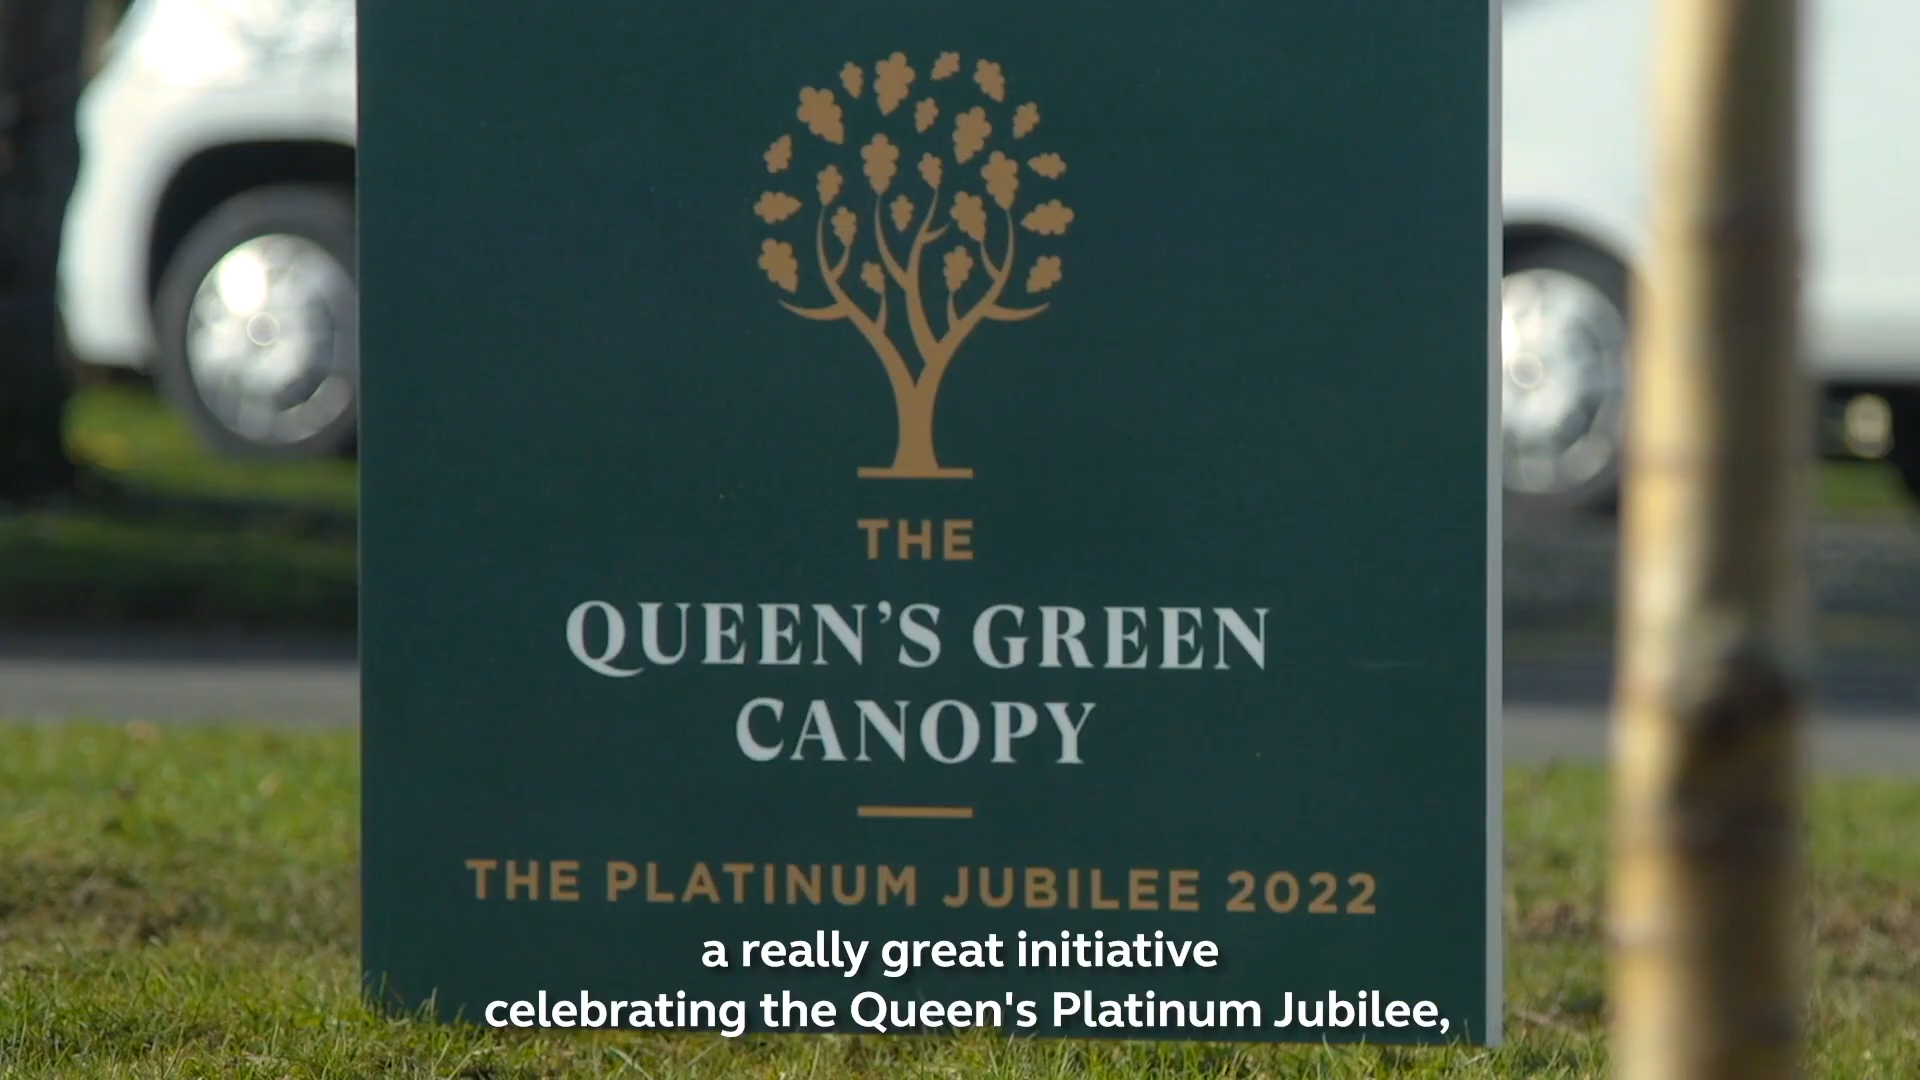 THE
QUEEN'S GREEN
CANOPY
THE PLATINUM JUBILEE 2022
a really great initiative
celebrating the Queen's Platinum Jubilee,